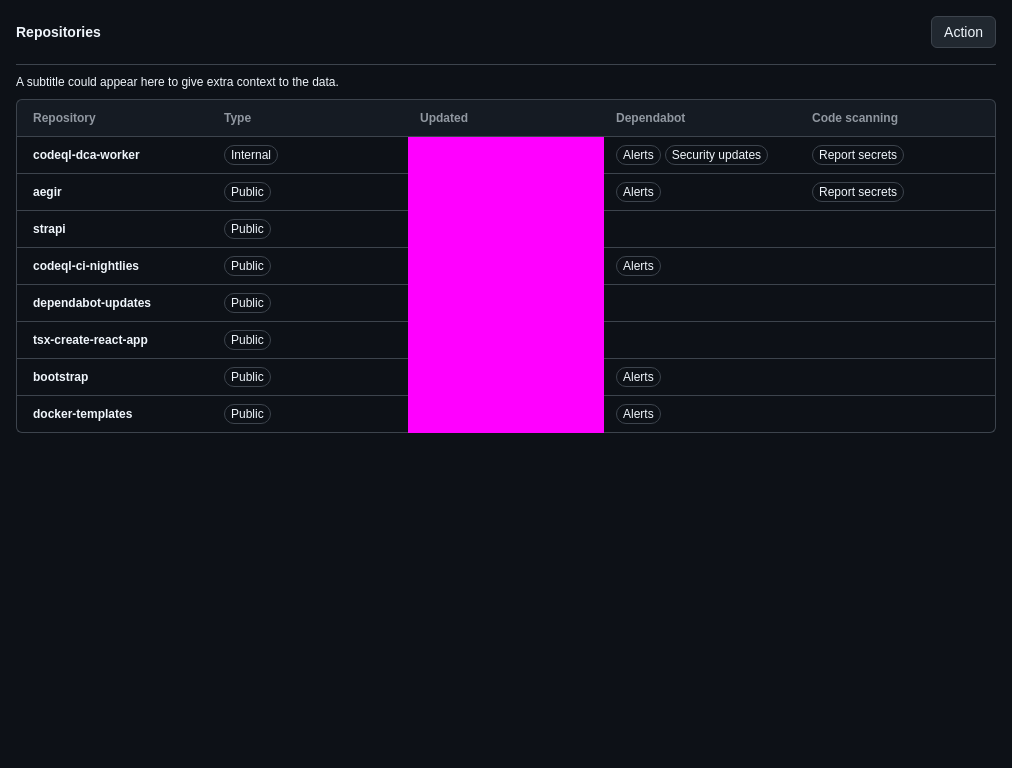 Repositories Action
A subtitle could appear here to give extra context to the data.
Repository Type Updated Dependabot Code scanning
codeql-dca-worker Internal Alerts Security updates Report secrets
aegir Public Alerts Report secrets
strapi Public
codeql-ci-nightlies Public Alerts
dependabot-updates Public
tsx-create-react-app Public
bootstrap Public Alerts
docker-templates Public Alerts